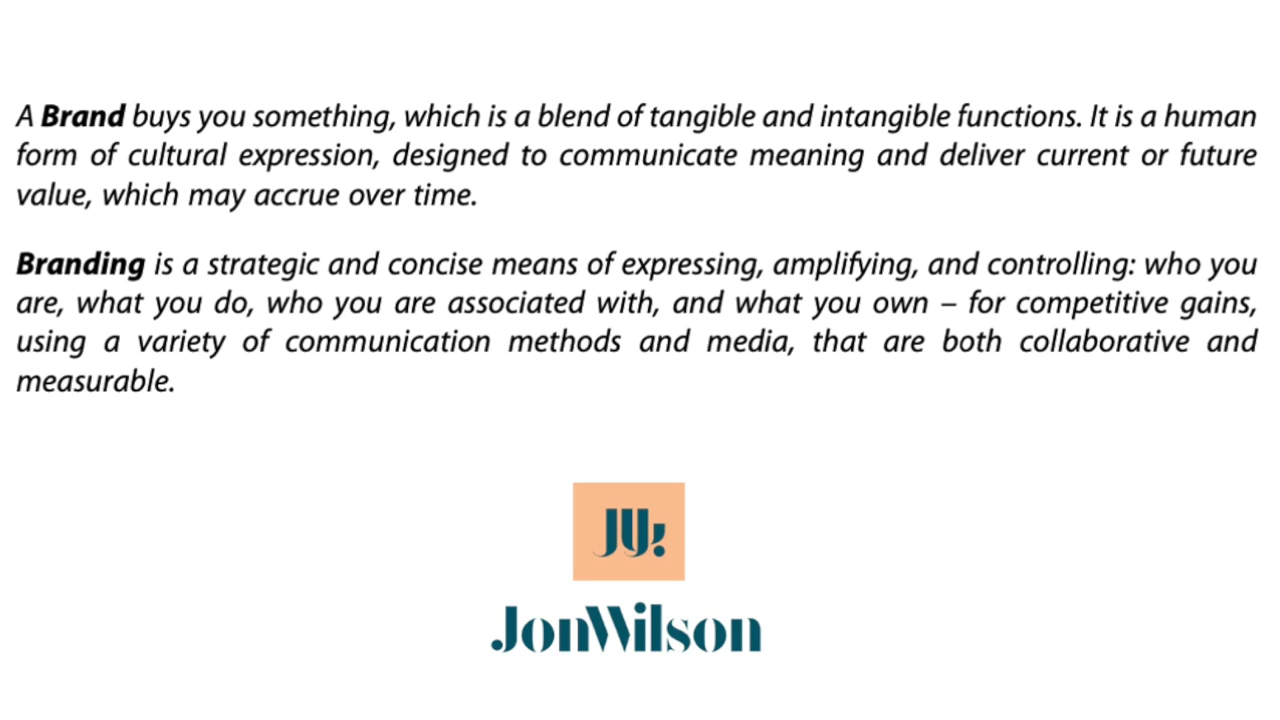 A Brand buys you something, which is a blend of tangible and intangible functions. It is a human
form of cultural expression, designed to communicate meaning and deliver current or future
value, which may accrue over time.
Branding is a strategic and concise means of expressing, amplifying, and controlling: who you
are, what you do, who you are associated with, and what you own – for competitive gains,
using a variety of communication methods and media, that are both collaborative and
measurable.
JonWilson